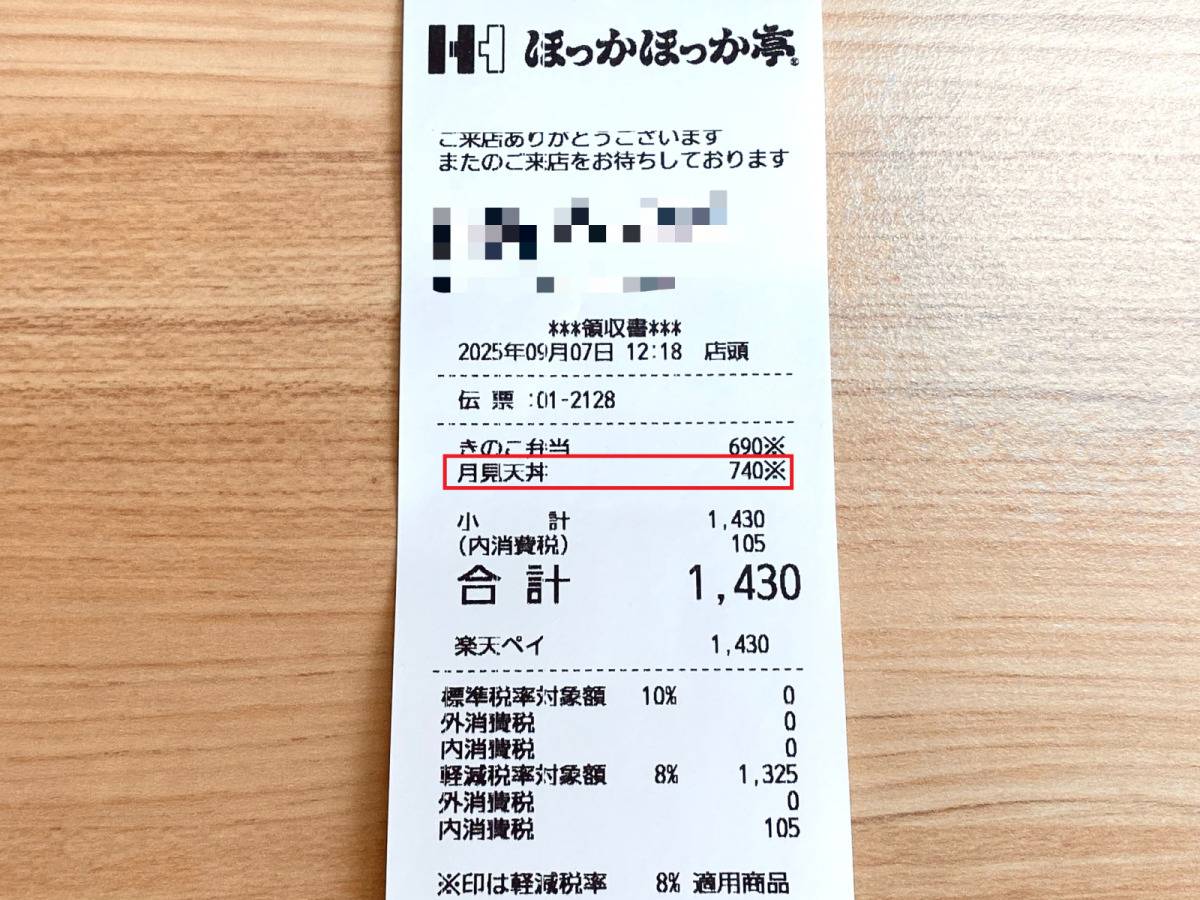 ほっかほっか亭®
ご来店ありがとうございます
またのご来店をお待ちしております
***領収書***
2025年09月07日 12:18 店頭
伝 票 :01-2128
きのこ弁当 690※
月見天丼 740※
小 計 1,430
(内消費税) 105
合 計 1,430
楽天ペイ 1,430
標準税率対象額 10% 0
外消費税 0
内消費税 0
軽減税率対象額 8% 1,325
外消費税 0
内消費税 105
※印は軽減税率 8% 適用商品